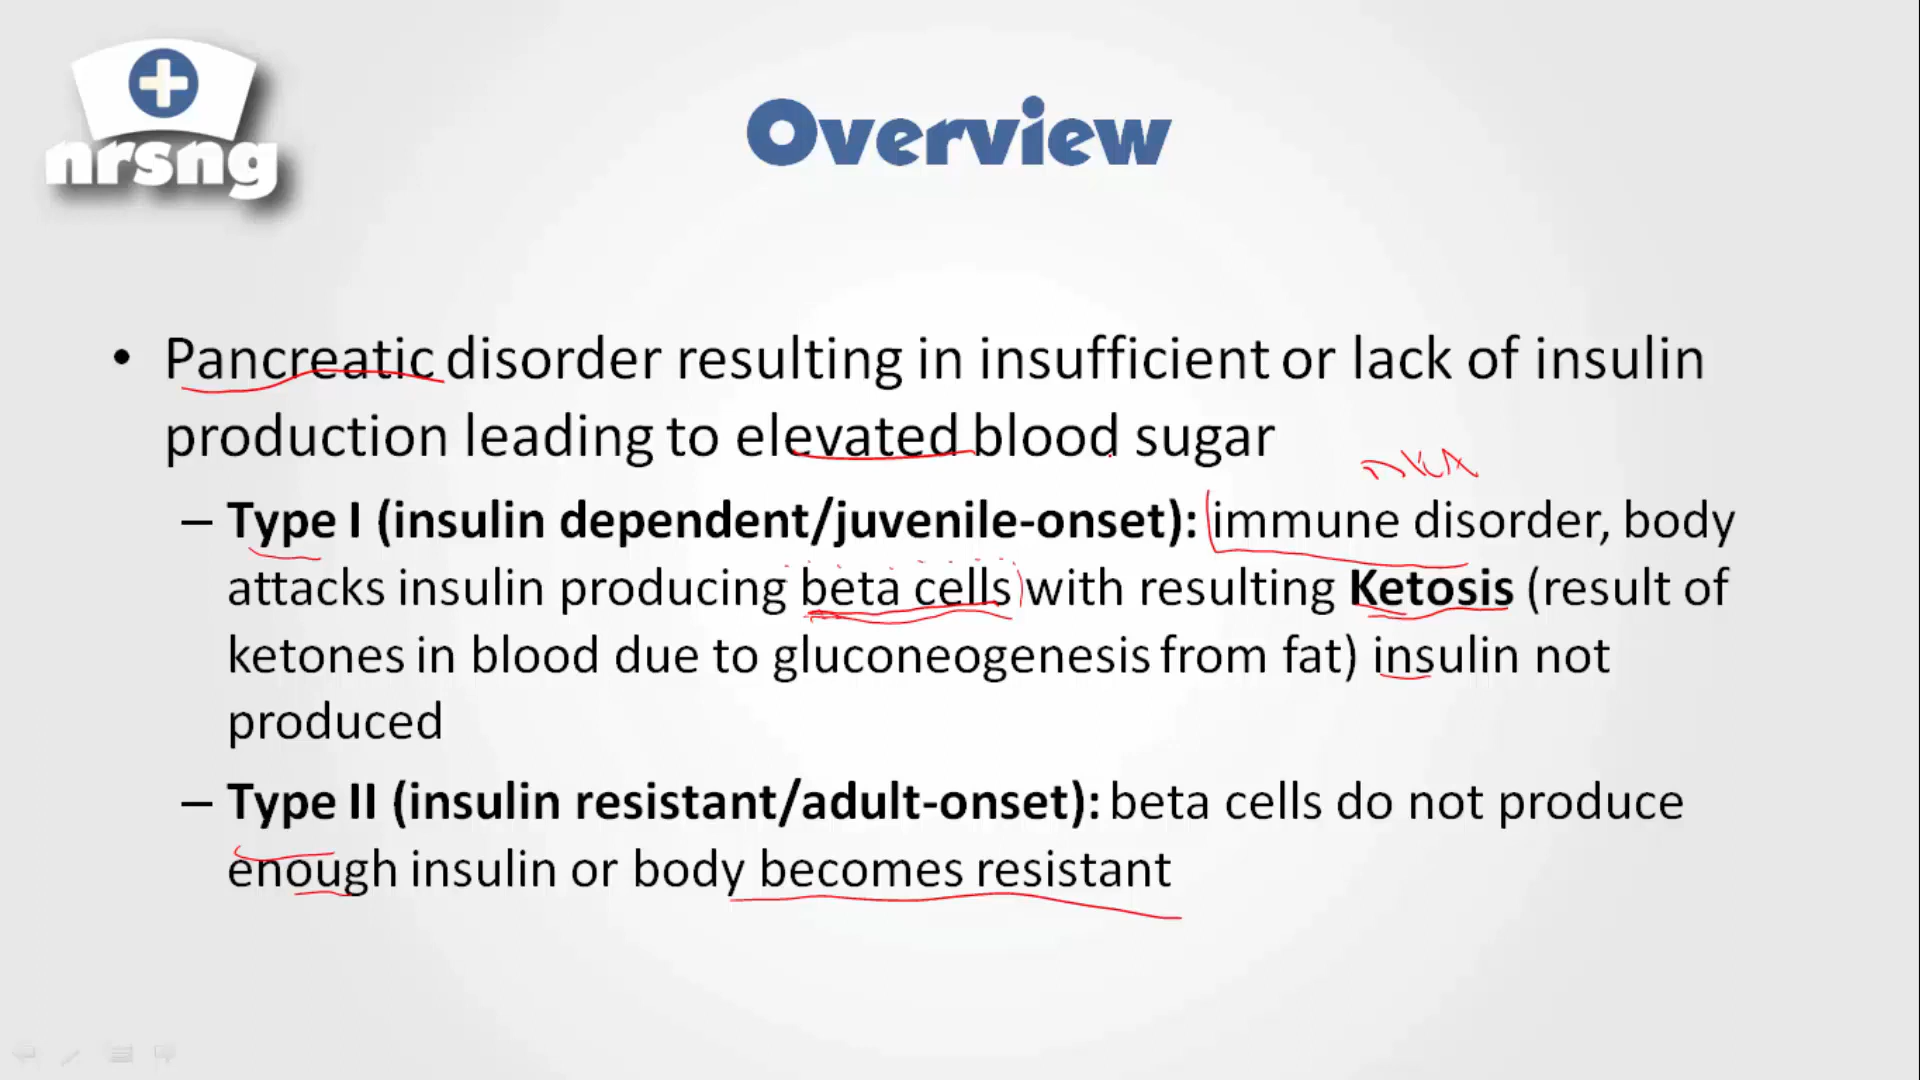 nrsng
Overview
• Pancreatic disorder resulting in insufficient or lack of insulin
production leading to elevated blood sugar
DKA
– Type I (insulin dependent/juvenile-onset): immune disorder, body
attacks insulin producing beta cells with resulting Ketosis (result of
ketones in blood due to gluconeogenesis from fat) insulin not
produced
– Type II (insulin resistant/adult-onset): beta cells do not produce
enough insulin or body becomes resistant